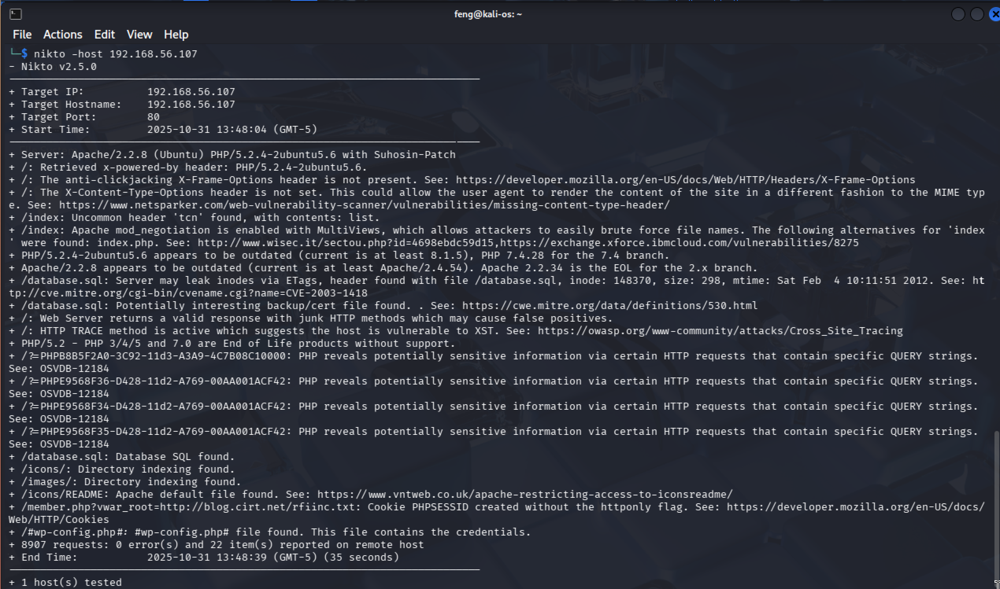 feng@kali-os: ~
File Actions Edit View Help
└─$ nikto -host 192.168.56.107
- Nikto v2.5.0
+ Target IP:          192.168.56.107
+ Target Hostname:    192.168.56.107
+ Target Port:        80
+ Start Time:         2025-10-31 13:48:04 (GMT-5)
+ Server: Apache/2.2.8 (Ubuntu) PHP/5.2.4-2ubuntu5.6 with Suhosin-Patch
+ /: Retrieved x-powered-by header: PHP/5.2.4-2ubuntu5.6.
+ /: The anti-clickjacking X-Frame-Options header is not present. See: https://developer.mozilla.org/en-US/docs/Web/HTTP/Headers/X-Frame-Options
+ /: The X-Content-Type-Options header is not set. This could allow the user agent to render the content of the site in a different fashion to the MIME typ
e. See: https://www.netsparker.com/web-vulnerability-scanner/vulnerabilities/missing-content-type-header/
+ /index: Uncommon header 'tcn' found, with contents: list.
+ /index: Apache mod_negotiation is enabled with MultiViews, which allows attackers to easily brute force file names. The following alternatives for 'index
' were found: index.php. See: http://www.wisec.it/sectou.php?id=4698ebdc59d15,https://exchange.xforce.ibmcloud.com/vulnerabilities/8275
+ PHP/5.2.4-2ubuntu5.6 appears to be outdated (current is at least 8.1.5), PHP 7.4.28 for the 7.4 branch.
+ Apache/2.2.8 appears to be outdated (current is at least Apache/2.4.54). Apache 2.2.34 is the EOL for the 2.x branch.
+ /database.sql: Server may leak inodes via ETags, header found with file /database.sql, inode: 148370, size: 298, mtime: Sat Feb  4 10:11:51 2012. See: ht
tp://cve.mitre.org/cgi-bin/cvename.cgi?name=CVE-2003-1418
+ /database.sql: Potentially interesting backup/cert file found. . See: https://cwe.mitre.org/data/definitions/530.html
+ /: Web Server returns a valid response with junk HTTP methods which may cause false positives.
+ /: HTTP TRACE method is active which suggests the host is vulnerable to XST. See: https://owasp.org/www-community/attacks/Cross_Site_Tracing
+ PHP/5.2 - PHP 3/4/5 and 7.0 are End of Life products without support.
+ /?=PHPB8B5F2A0-3C92-11d3-A3A9-4C7B08C10000: PHP reveals potentially sensitive information via certain HTTP requests that contain specific QUERY strings.
See: OSVDB-12184
+ /?=PHPE9568F36-D428-11d2-A769-00AA001ACF42: PHP reveals potentially sensitive information via certain HTTP requests that contain specific QUERY strings.
See: OSVDB-12184
+ /?=PHPE9568F34-D428-11d2-A769-00AA001ACF42: PHP reveals potentially sensitive information via certain HTTP requests that contain specific QUERY strings.
See: OSVDB-12184
+ /?=PHPE9568F35-D428-11d2-A769-00AA001ACF42: PHP reveals potentially sensitive information via certain HTTP requests that contain specific QUERY strings.
See: OSVDB-12184
+ /database.sql: Database SQL found.
+ /icons/: Directory indexing found.
+ /images/: Directory indexing found.
+ /icons/README: Apache default file found. See: https://www.vntweb.co.uk/apache-restricting-access-to-iconsreadme/
+ /member.php?vwar_root=http://blog.cirt.net/rfiinc.txt: Cookie PHPSESSID created without the httponly flag. See: https://developer.mozilla.org/en-US/docs/
Web/HTTP/Cookies
+ /#wp-config.php#: #wp-config.php# file found. This file contains the credentials.
+ 8907 requests: 0 error(s) and 22 item(s) reported on remote host
+ End Time:           2025-10-31 13:48:39 (GMT-5) (35 seconds)
+ 1 host(s) tested